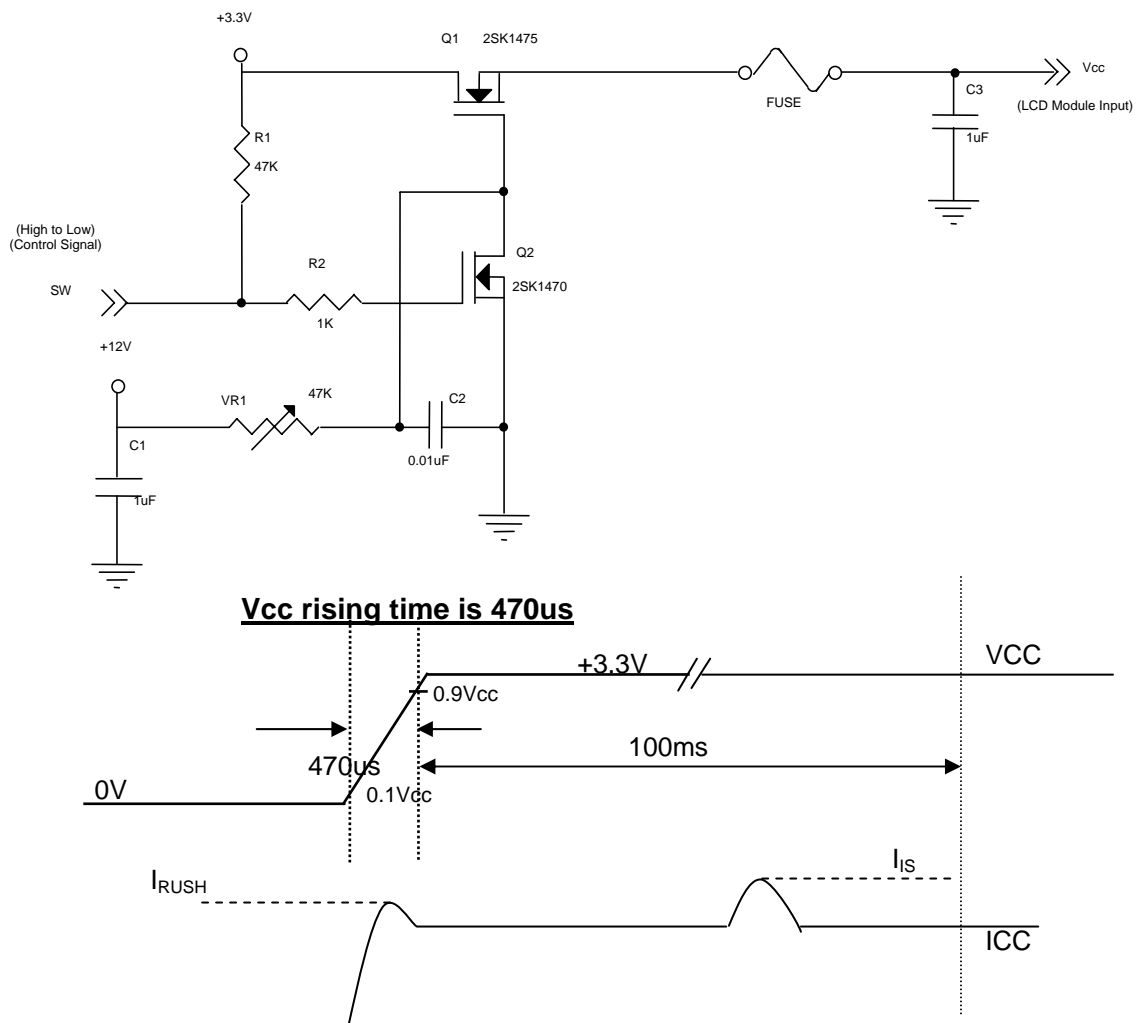 +3.3V
Q1 2SK1475
Vcc
C3
FUSE
(LCD Module Input)
1uF
R1
47K
(High to Low)
(Control Signal)
Q2
R2
2SK1470
SW
1K
+12V
VR1
47K
C2
C1
0.01uF
1uF
Vcc rising time is 470us
+3.3V
VCC
0.9Vcc
100ms
470us
0V
0.1Vcc
IIS
IRUSH
ICC